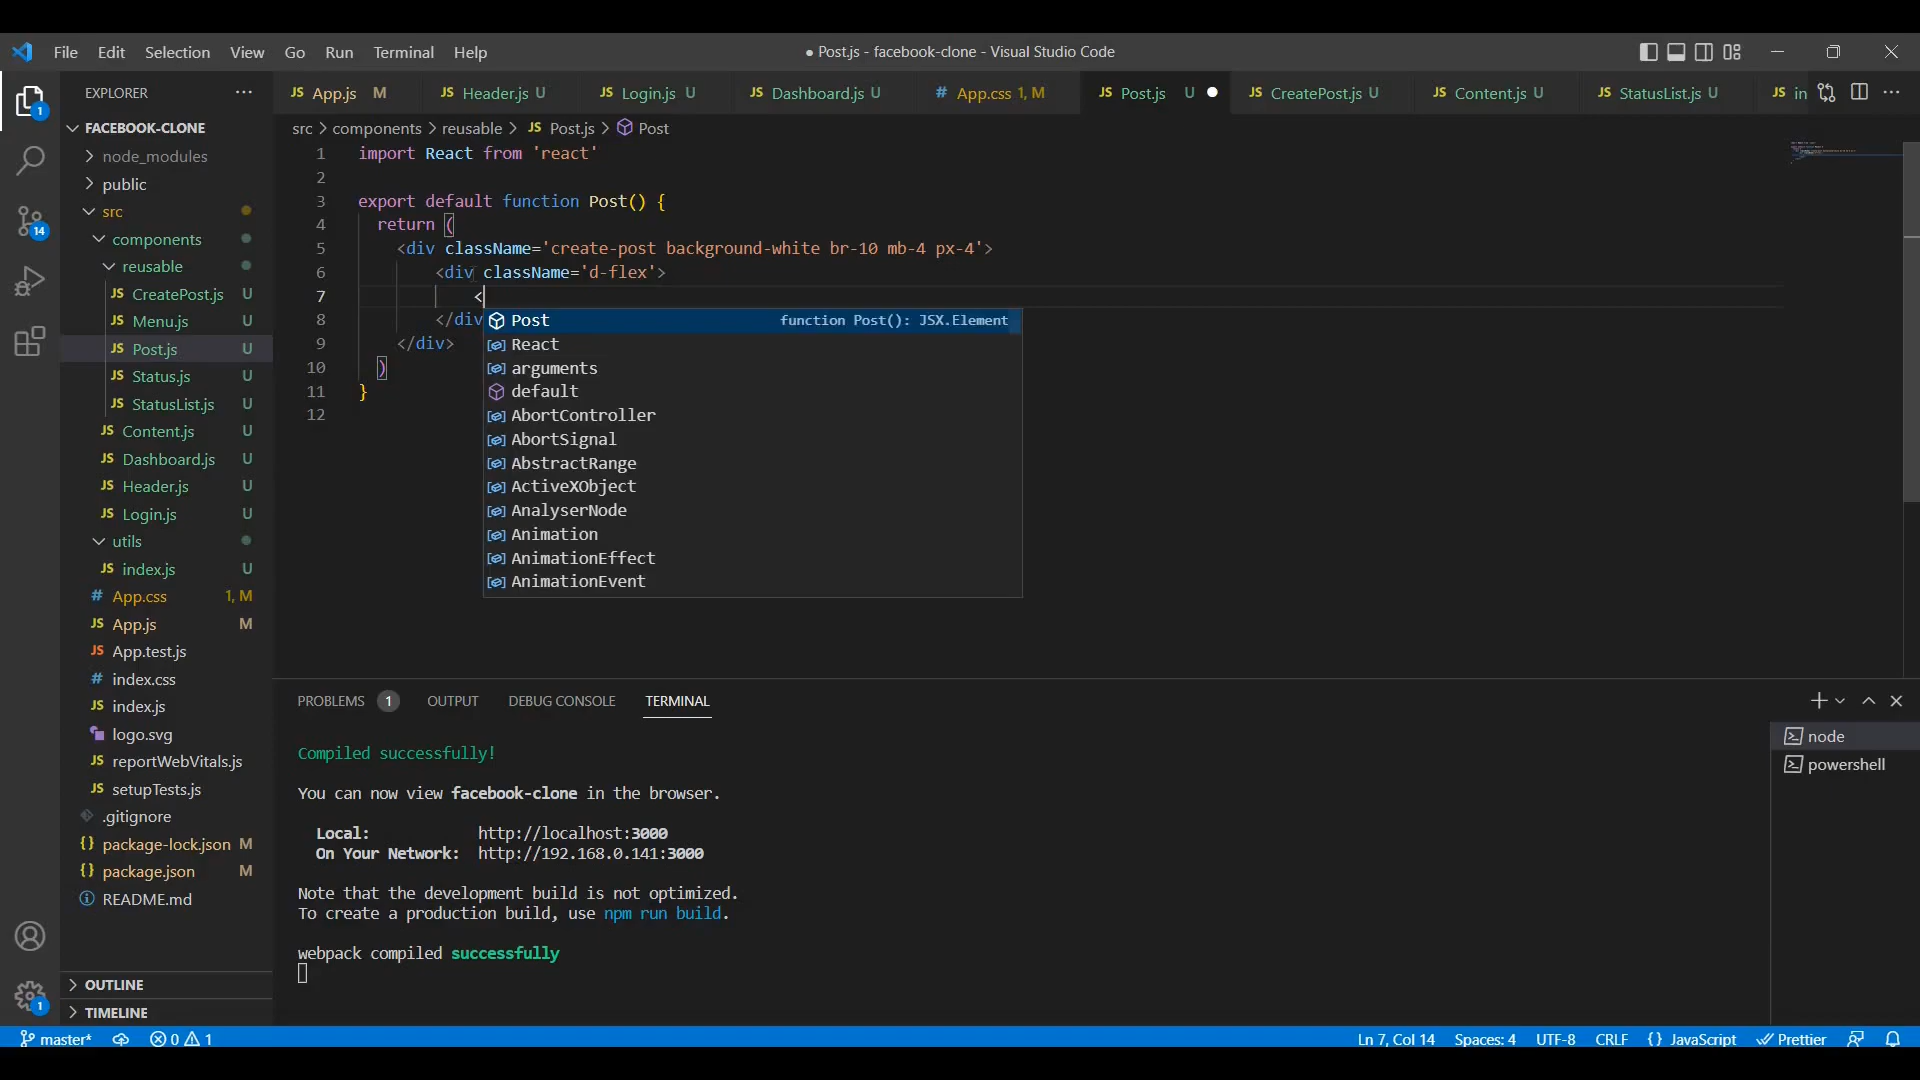 File Edit Selection View Go Run Terminal Help
● Post.js - facebook-clone - Visual Studio Code
EXPLORER
JS App.js M
JS Header.js U
JS Login.js U
JS Dashboard.js U
# App.css 1, M
JS Post.js U
JS CreatePost.js U
JS Content.js U
JS StatusList.js U
JS in
src > components > reusable > JS Post.js > Post
1
FACEBOOK-CLONE
node_modules
public
src
components
reusable
JS CreatePost.js U
JS Menu.js U
JS Post.js U
JS Status.js U
JS StatusList.js U
JS Content.js U
JS Dashboard.js U
JS Header.js U
JS Login.js U
utils
JS index.js U
# App.css 1, M
JS App.js M
JS App.test.js
# index.css
JS index.js
logo.svg
JS reportWebVitals.js
JS setupTests.js
.gitignore
{} package-lock.json M
{} package.json M
README.md
OUTLINE
TIMELINE
14
1
1 import React from 'react'
2
3 export default function Post() {
4 return (
5 <div className='create-post background-white br-10 mb-4 px-4'>
6 <div className='d-flex'>
7 <
8 </div
9 </div>
10 )
11 }
12
Post function Post(): JSX.Element
React
arguments
default
AbortController
AbortSignal
AbstractRange
ActiveXObject
AnalyserNode
Animation
AnimationEffect
AnimationEvent
PROBLEMS 1 OUTPUT DEBUG CONSOLE TERMINAL
Compiled successfully!
You can now view facebook-clone in the browser.
Local: http://localhost:3000
On Your Network: http://192.168.0.141:3000
Note that the development build is not optimized.
To create a production build, use npm run build.
webpack compiled successfully
node
powershell
master* 0 1
Ln 7, Col 14 Spaces: 4 UTF-8 CRLF {} JavaScript Prettier